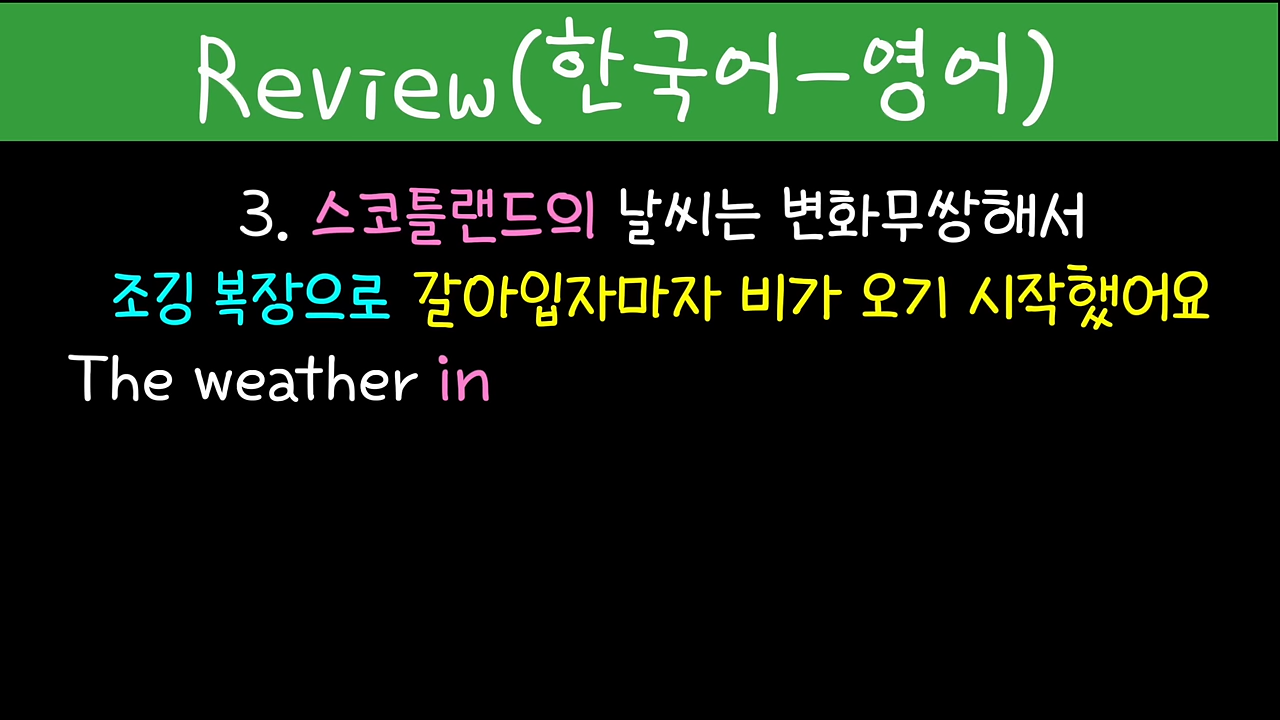 Review(한국어-영어)
3. 스코틀랜드의 날씨는 변화무쌍해서
조깅 복장으로 갈아입자마자 비가 오기 시작했어요
The weather in